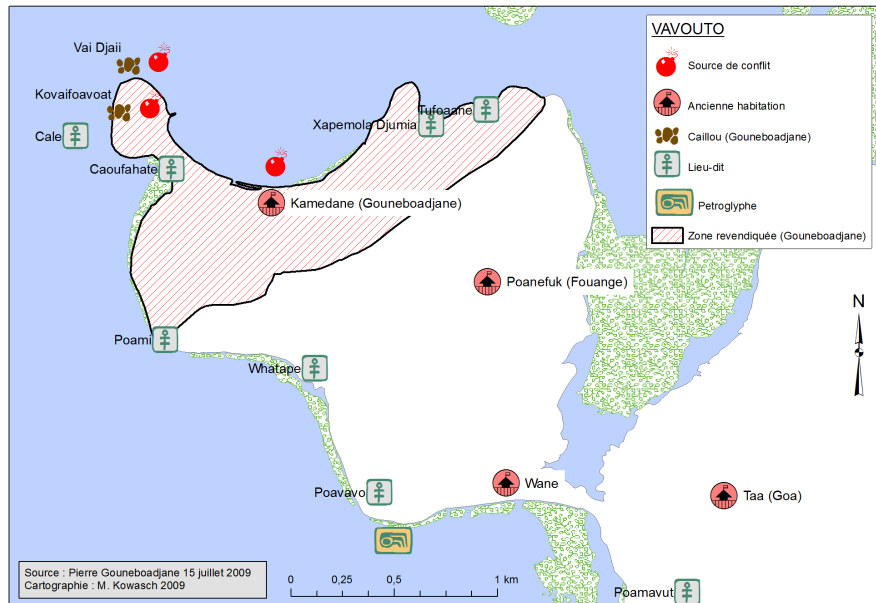 VAVOUTO
Source de conflit
Ancienne habitation
Caillou (Gouneboadjane)
Lieu-dit
Petroglyphe
Zone revendiquée (Gouneboadjane)
Vai Djaii
Kovaifoavoat
Cale
Caoufahate
Xapemola Djumia
Tufoaane
Kamedane (Gouneboadjane)
Poanefuk (Fouange)
Poami
Whatape
Poavavo
Wane
Taa (Goa)
Poamavut
N
Source : Pierre Gouneboadjane 15 juillet 2009
Cartographie : M. Kowasch 2009
0 0,25 0,5 1 km